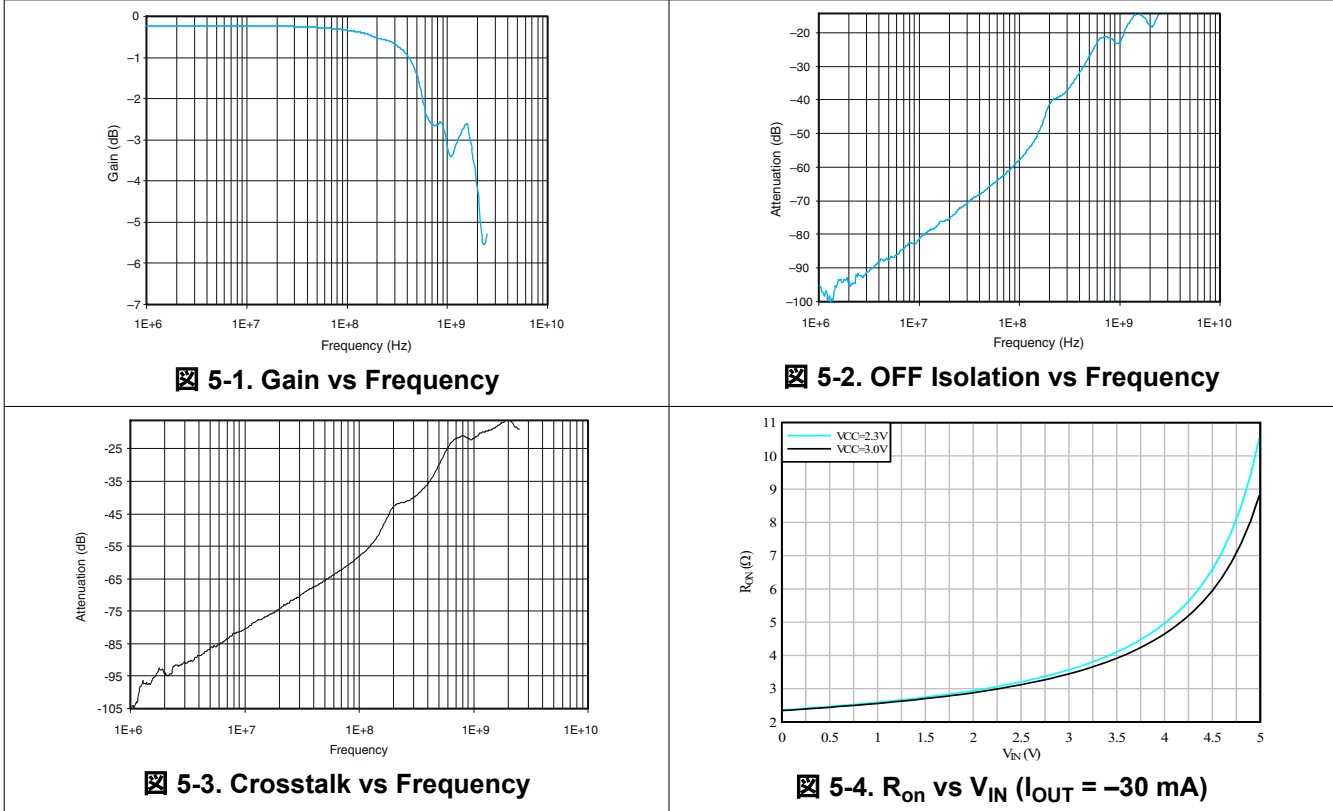 0
–1
–2
–3
–4
–5
–6
–7
Gain (dB)
1E+6 1E+7 1E+8 1E+9 1E+10
Frequency (Hz)
図 5-1. Gain vs Frequency
–20
–30
–40
–50
–60
–70
–80
–90
–100
Attenuation (dB)
1E+6 1E+7 1E+8 1E+9 1E+10
Frequency (Hz)
図 5-2. OFF Isolation vs Frequency
-25
-35
-45
-55
-65
-75
-85
-95
-105
Attenuation (dB)
1E+6 1E+7 1E+8 1E+9 1E+10
Frequency
図 5-3. Crosstalk vs Frequency
VCC=2.3V
VCC=3.0V
11
10
9
8
7
6
5
4
3
2
RON (Ω)
0 0.5 1 1.5 2 2.5 3 3.5 4 4.5 5
VIN (V)
図 5-4. Ron vs VIN (IOUT = –30 mA)